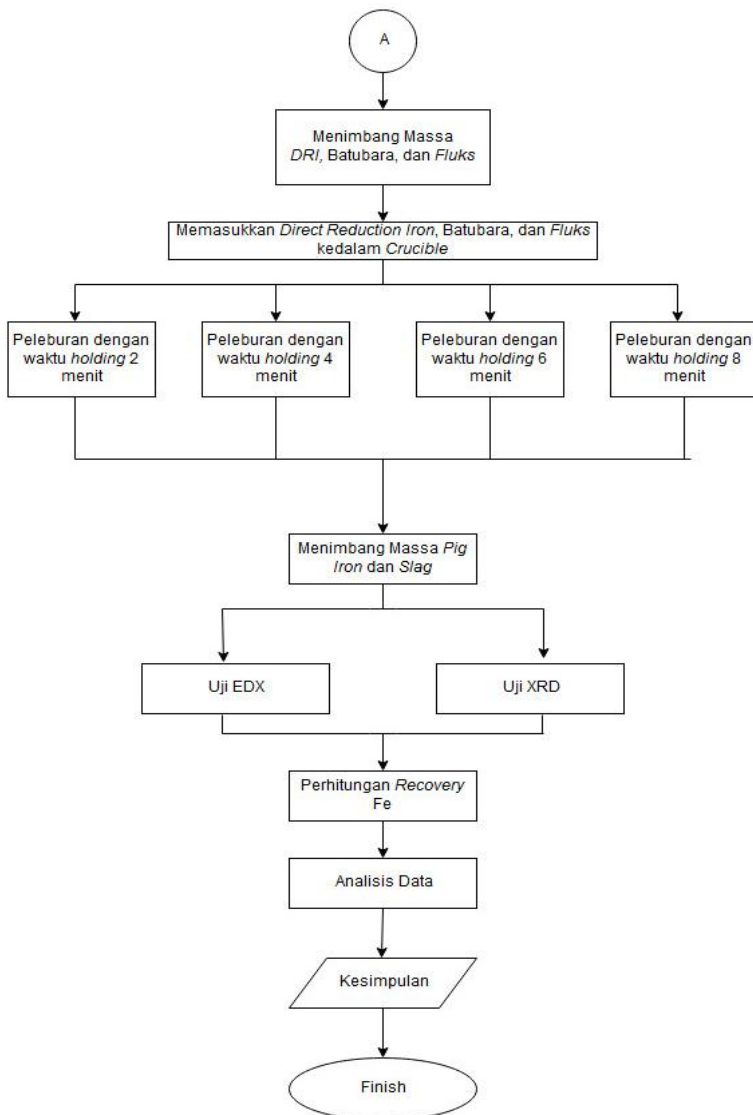 A
Menimbang Massa
DRI, Batubara, dan Fluks
Memasukkan Direct Reduction Iron, Batubara, dan Fluks
kedalam Crucible
Peleburan dengan
waktu holding 2
menit
Peleburan dengan
waktu holding 4
menit
Peleburan dengan
waktu holding 6
menit
Peleburan dengan
waktu holding 8
menit
Menimbang Massa Pig
Iron dan Slag
Uji EDX
Uji XRD
Perhitungan Recovery
Fe
Analisis Data
Kesimpulan
Finish